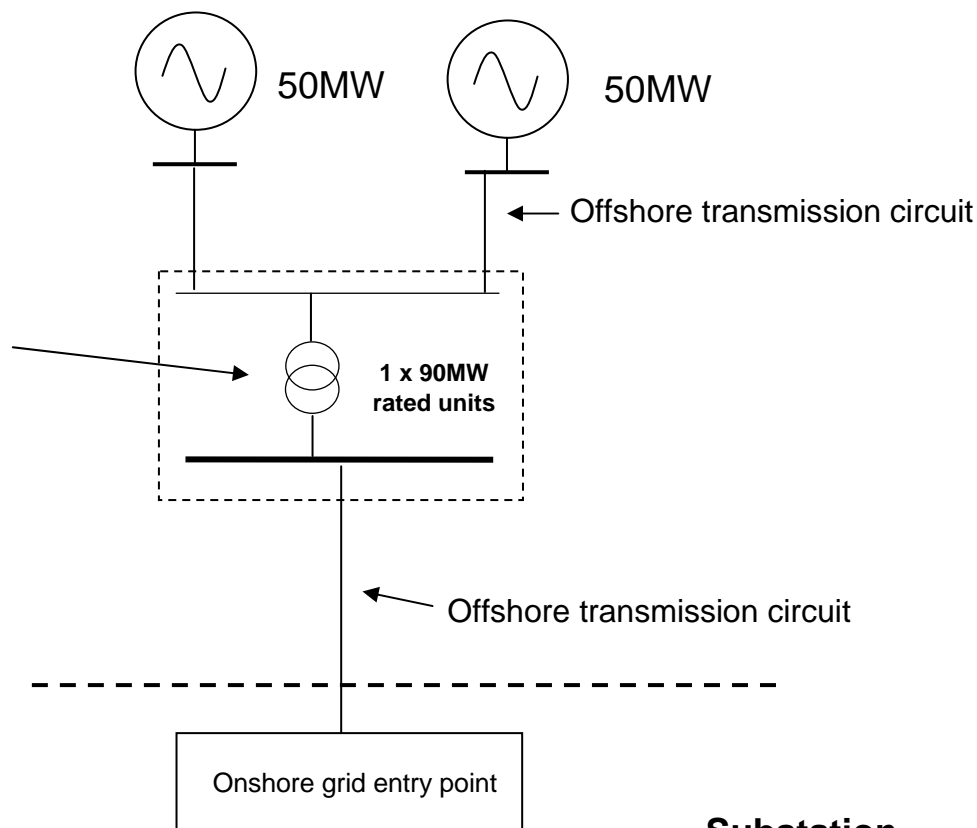 50MW
50MW
Offshore transmission circuit
1 x 90MW
rated units
Offshore transmission circuit
Onshore grid entry point
Substation